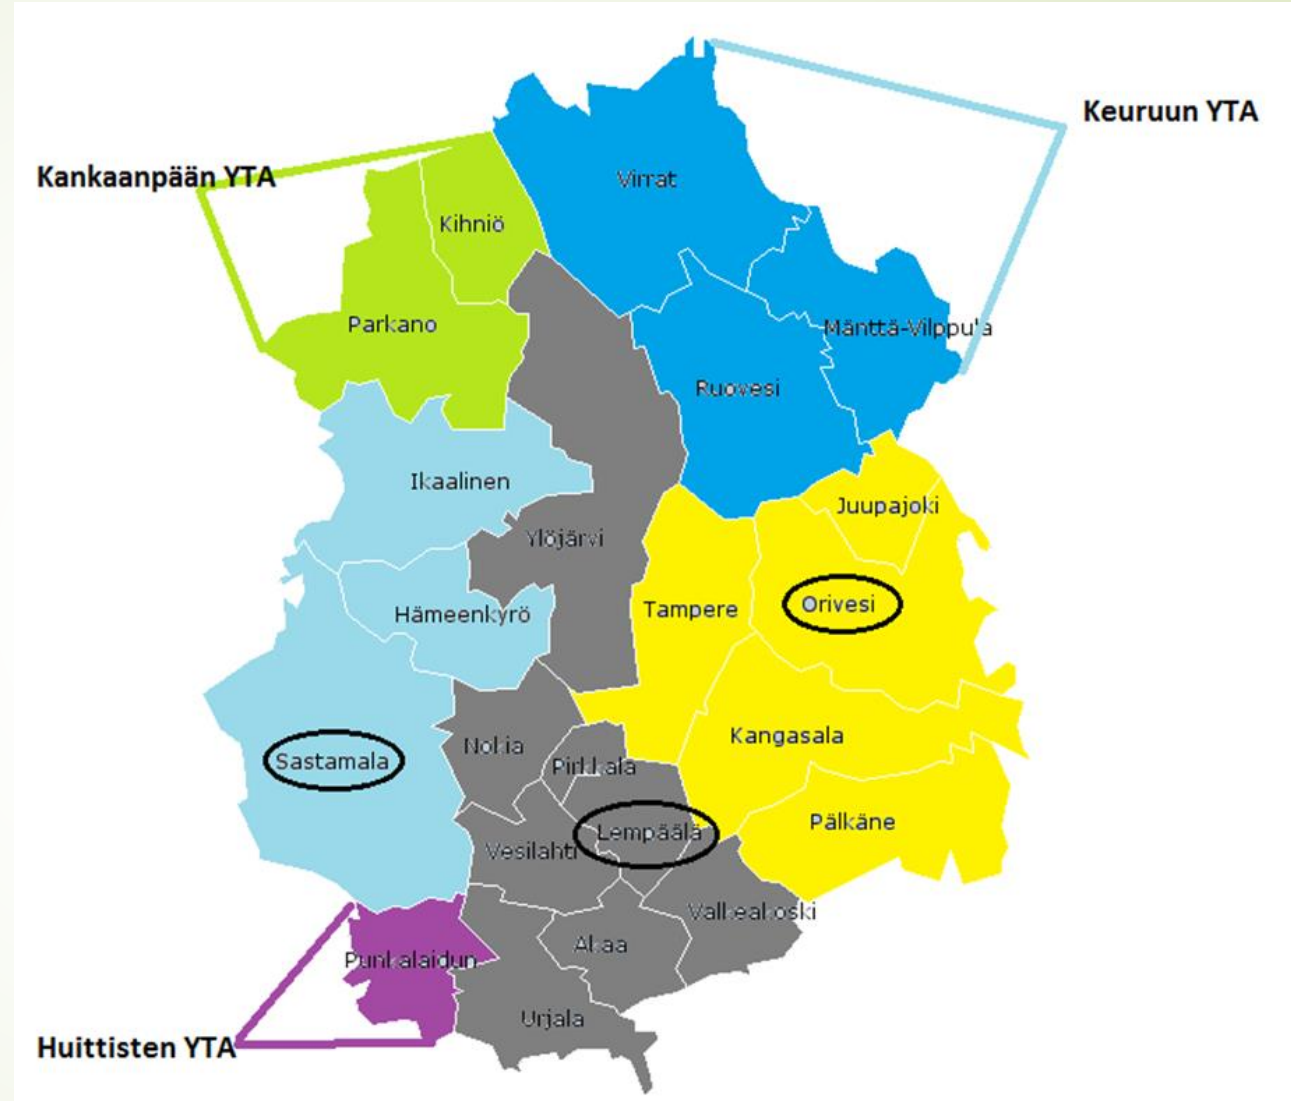 Keuruun YTA
Kankaanpään YTA
Virrat
Kihniö
Parkano
Mänttä-Vilppula
Ruovesi
Ikaalinen
Juupajoki
Ylöjärvi
Hämeenkyrö
Tampere
Orivesi
Kangasala
Nokia
Sastamala
Pirkkala
Pälkäne
Lempäälä
Vesilahti
Valkeakoski
Akaa
Punkalaidun
Urjala
Huittisten YTA